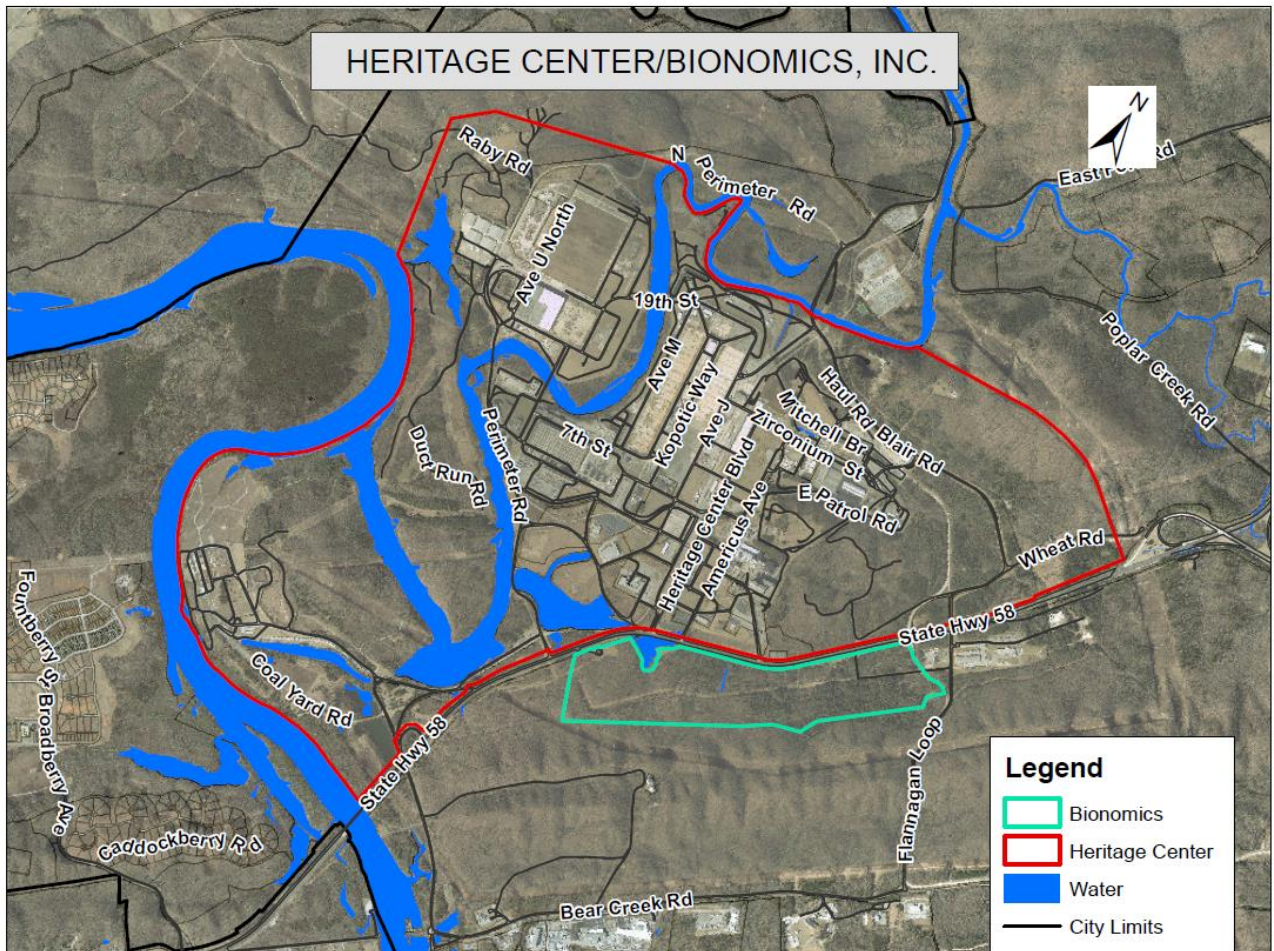 HERITAGE CENTER/BIONOMICS, INC.
N
Raby Rd
N Perimeter Rd
Ave U North
19th St
Poplar Creek Rd
Ave M
Kopotic Way
Ave J
Haul Rd
Blair Rd
Mitchell Br
Zirconium St
7th St
Perimeter Rd
Duct Run Rd
E Patrol Rd
Heritage Center Blvd
Americus Ave
Wheat Rd
State Hwy 58
Fountberry St
Broadberry Ave
Coal Yard Rd
State Hwy 58
Caddockberry Rd
Flannagan Loop
Bear Creek Rd
Legend
Bionomics
Heritage Center
Water
City Limits